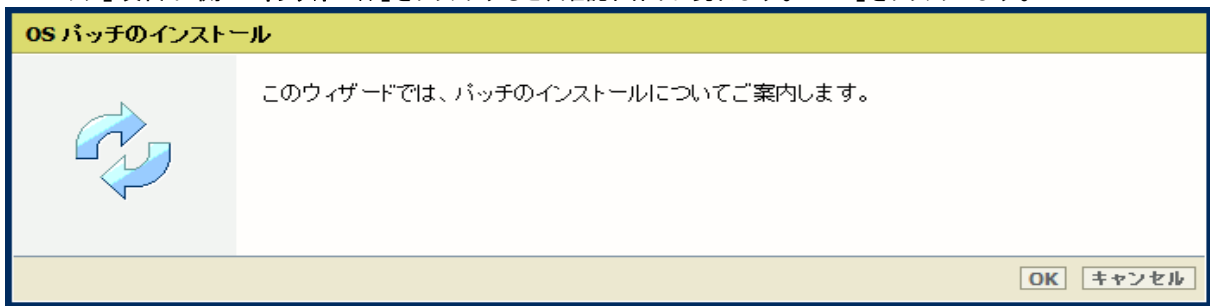 OS パッチのインストール
このウィザードでは、パッチのインストールについてご案内します。
OK キャンセル